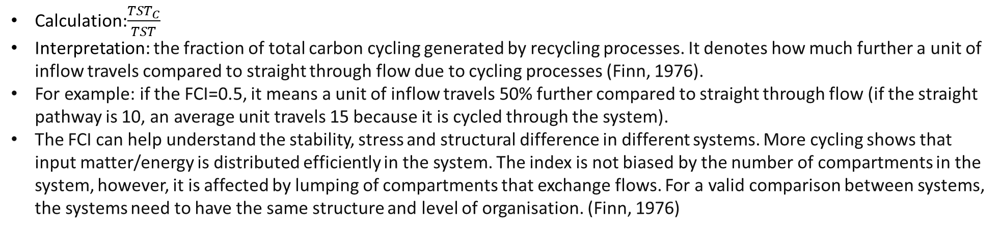 • Calculation: TST_C / TST
• Interpretation: the fraction of total carbon cycling generated by recycling processes. It denotes how much further a unit of
inflow travels compared to straight through flow due to cycling processes (Finn, 1976).
• For example: if the FCI=0.5, it means a unit of inflow travels 50% further compared to straight through flow (if the straight
pathway is 10, an average unit travels 15 because it is cycled through the system).
• The FCI can help understand the stability, stress and structural difference in different systems. More cycling shows that
input matter/energy is distributed efficiently in the system. The index is not biased by the number of compartments in the
system, however, it is affected by lumping of compartments that exchange flows. For a valid comparison between systems,
the systems need to have the same structure and level of organisation. (Finn, 1976)